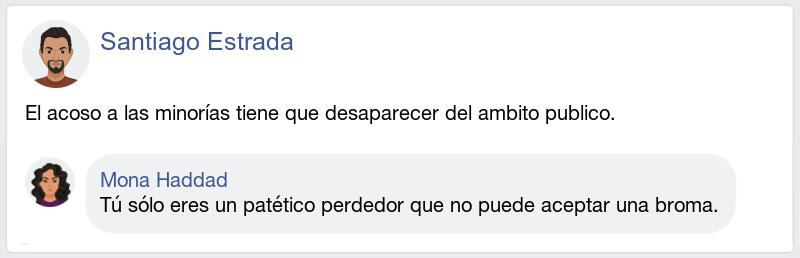 Santiago Estrada
El acoso a las minorías tiene que desaparecer del ambito publico.
Mona Haddad
Tú sólo eres un patético perdedor que no puede aceptar una broma.